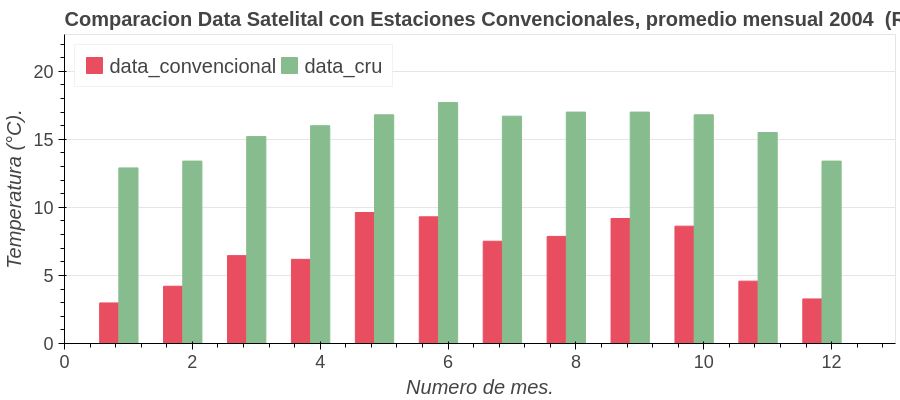 Comparacion Data Satelital con Estaciones Convencionales, promedio mensual 2004 (R
data_convencional data_cru
Temperatura (°C).
20
15
10
5
0
0 2 4 6 8 10 12
Numero de mes.